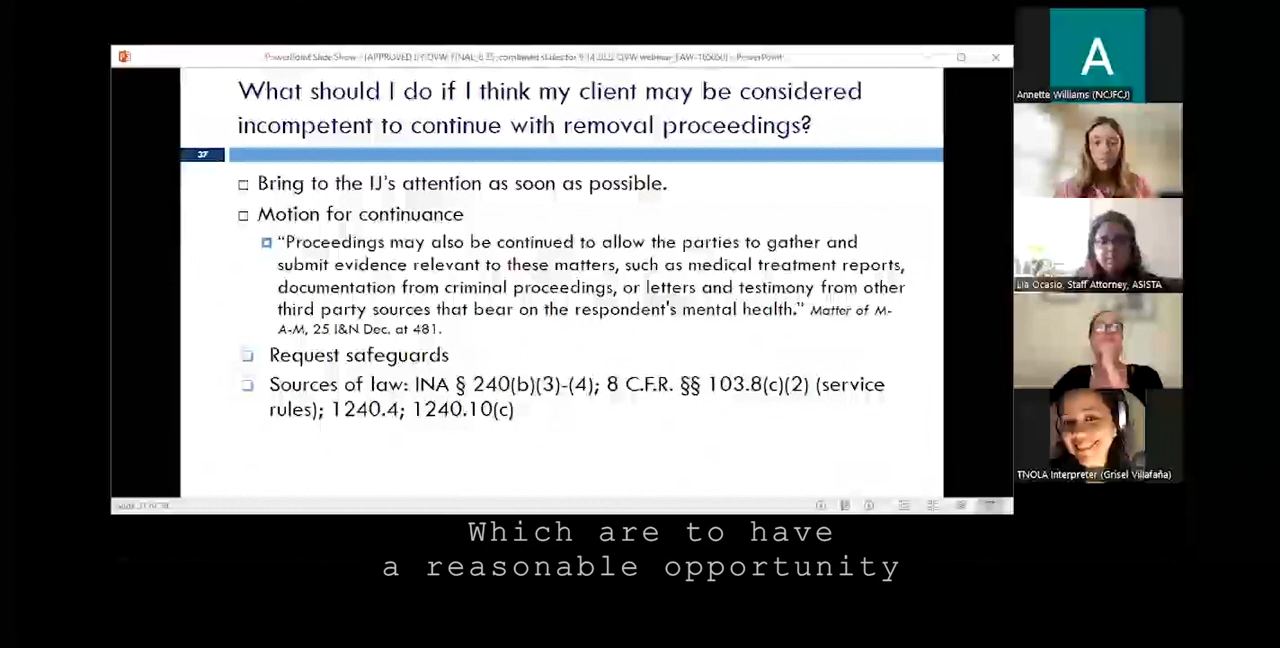 What should I do if I think my client may be considered
incompetent to continue with removal proceedings?
37
□ Bring to the IJ's attention as soon as possible.
□ Motion for continuance
"Proceedings may also be continued to allow the parties to gather and
submit evidence relevant to these matters, such as medical treatment reports,
documentation from criminal proceedings, or letters and testimony from other
third party sources that bear on the respondent's mental health." Matter of M-
A-M, 25 I&N Dec. at 481.
Request safeguards
Sources of law: INA § 240(b)(3)-(4); 8 C.F.R. §§ 103.8(c)(2) (service
rules); 1240.4; 1240.10(c)
A
Annette Williams (NCJFCJ)
Lia Ocasio, Staff Attorney, ASISTA
TNOLA Interpreter (Grisel Villafaña)
Which are to have
a reasonable opportunity